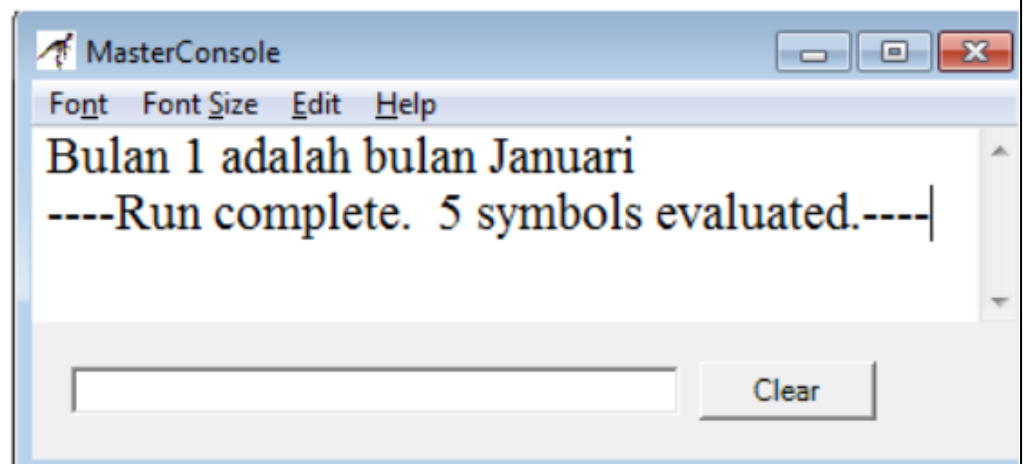 MasterConsole
Font Font Size Edit Help
Bulan 1 adalah bulan Januari
----Run complete.  5 symbols evaluated.----
Clear